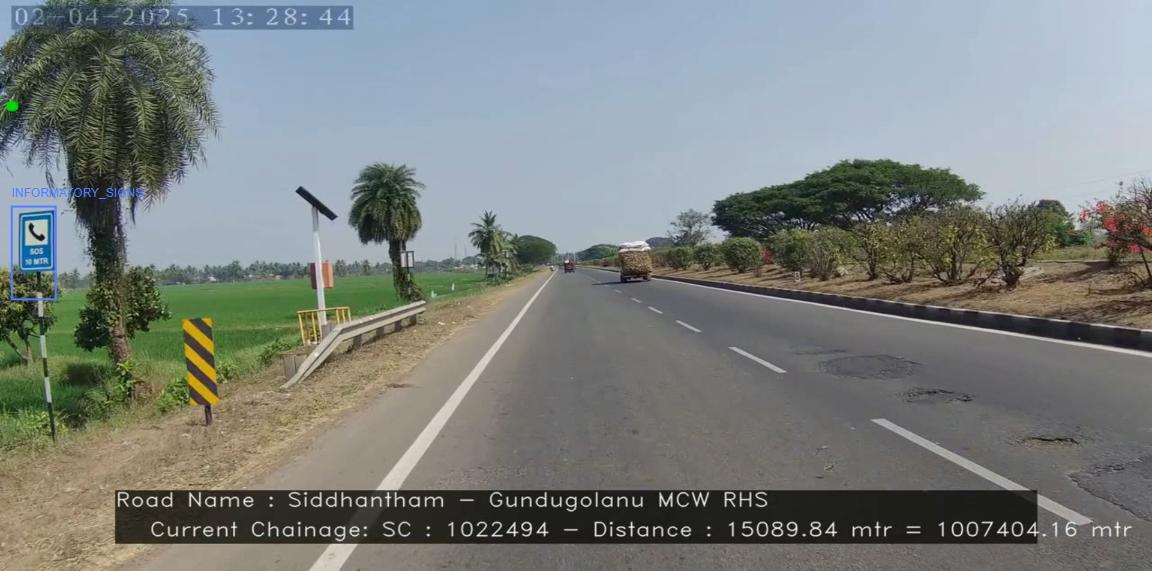 02-04-2025 13:28:44
INFORMATORY_SIGNS
SOS
10 MTR
Road Name : Siddhantham - Gundugolanu MCW RHS
Current Chainage: SC : 1022494 - Distance : 15089.84 mtr = 1007404.16 mtr